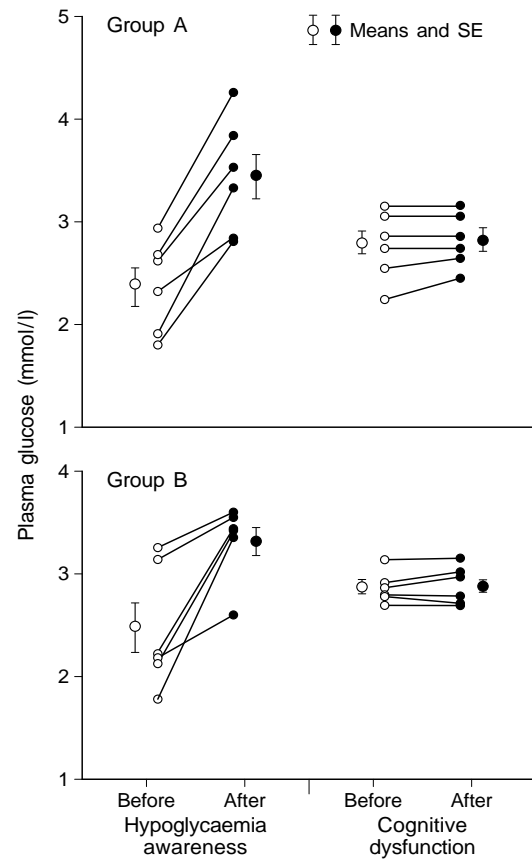 5
Group A
Means and SE
4
3
2
1
Plasma glucose (mmol/l)
4
Group B
3
2
1
Before After Before After
Hypoglycaemia Cognitive
awareness dysfunction